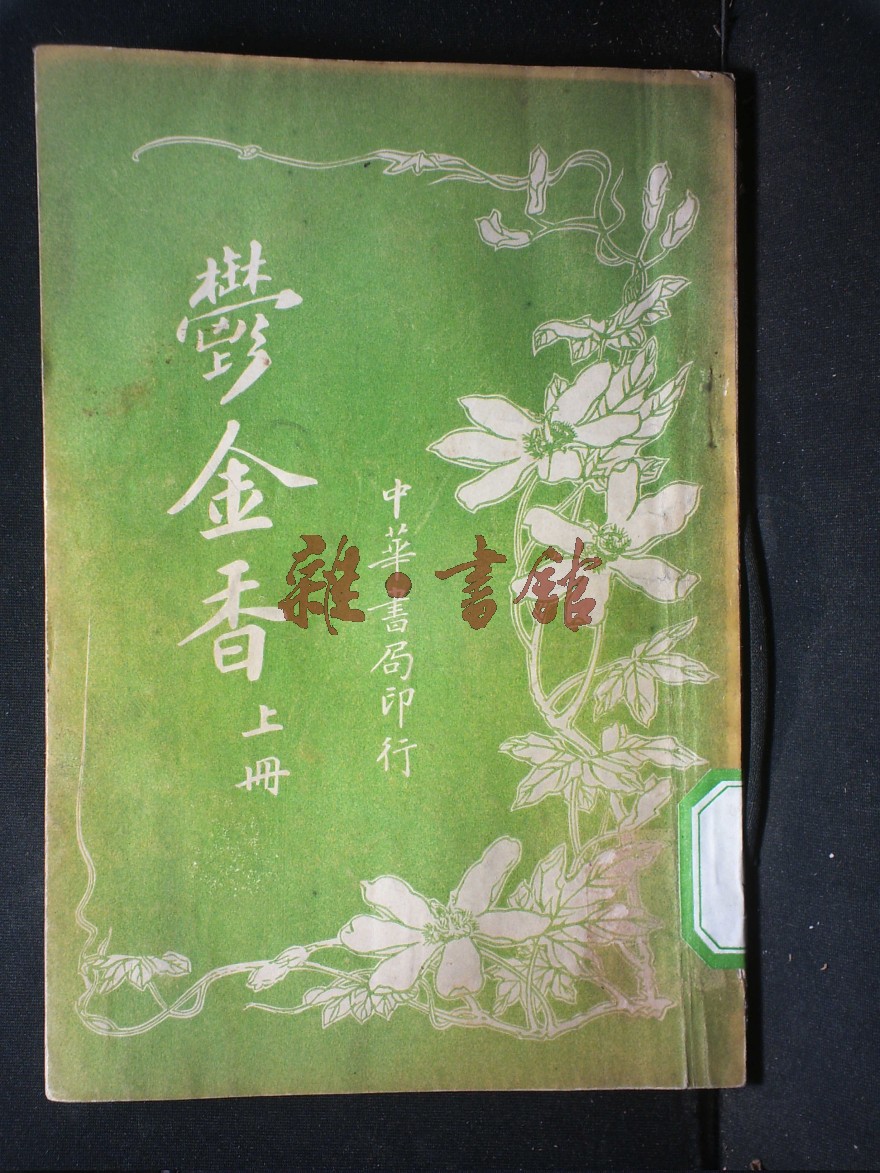 鬱金香
上冊
中華書局印行
雜·書館